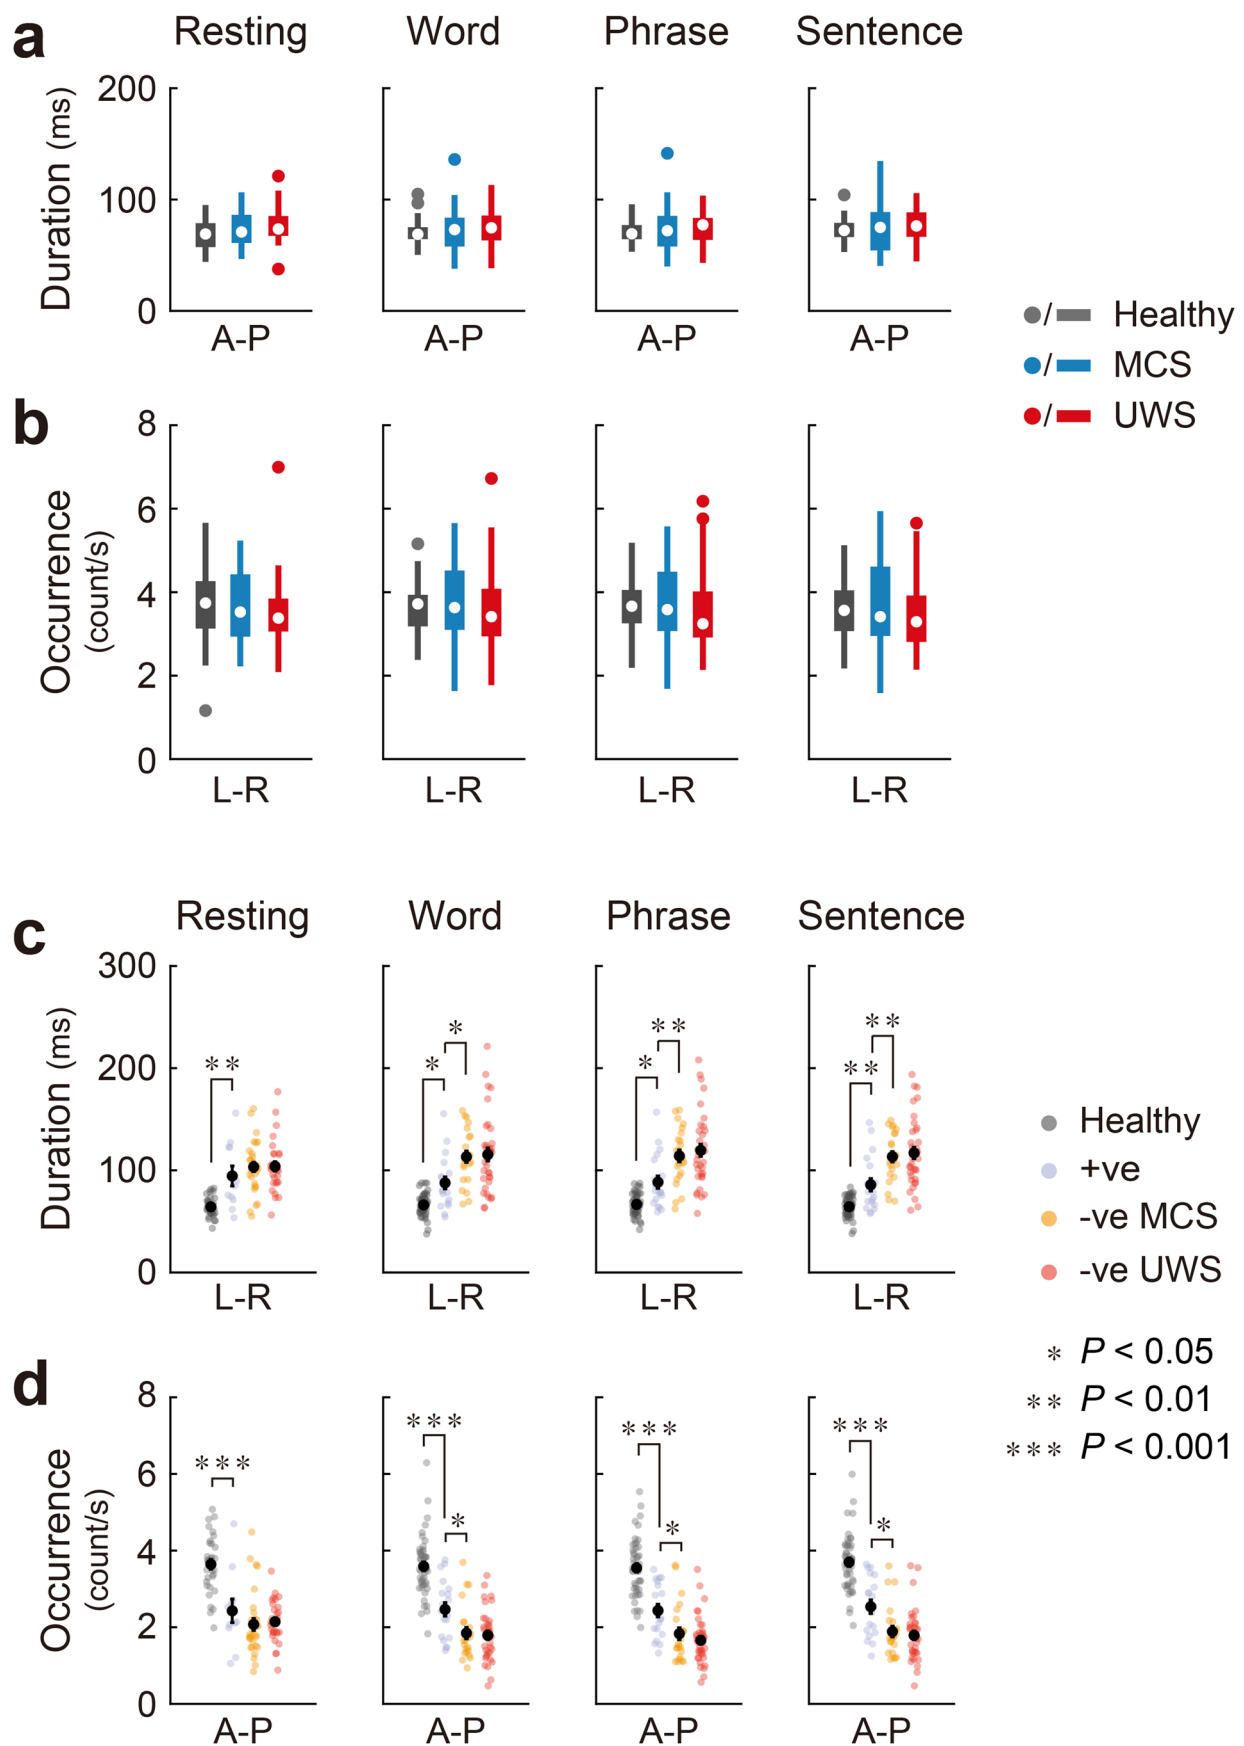 a
Resting Word Phrase Sentence
Duration (ms)
200
100
0
A-P A-P A-P A-P
●/▬ Healthy
●/▬ MCS
●/▬ UWS
b
Occurrence
(count/s)
8
6
4
2
0
L-R L-R L-R L-R
c
Resting Word Phrase Sentence
Duration (ms)
300
200
100
0
** * * * ** ** **
L-R L-R L-R L-R
Healthy
+ve
-ve MCS
-ve UWS
* P < 0.05
** P < 0.01
*** P < 0.001
d
Occurrence
(count/s)
8
6
4
2
0
*** *** * *** * *** *
A-P A-P A-P A-P